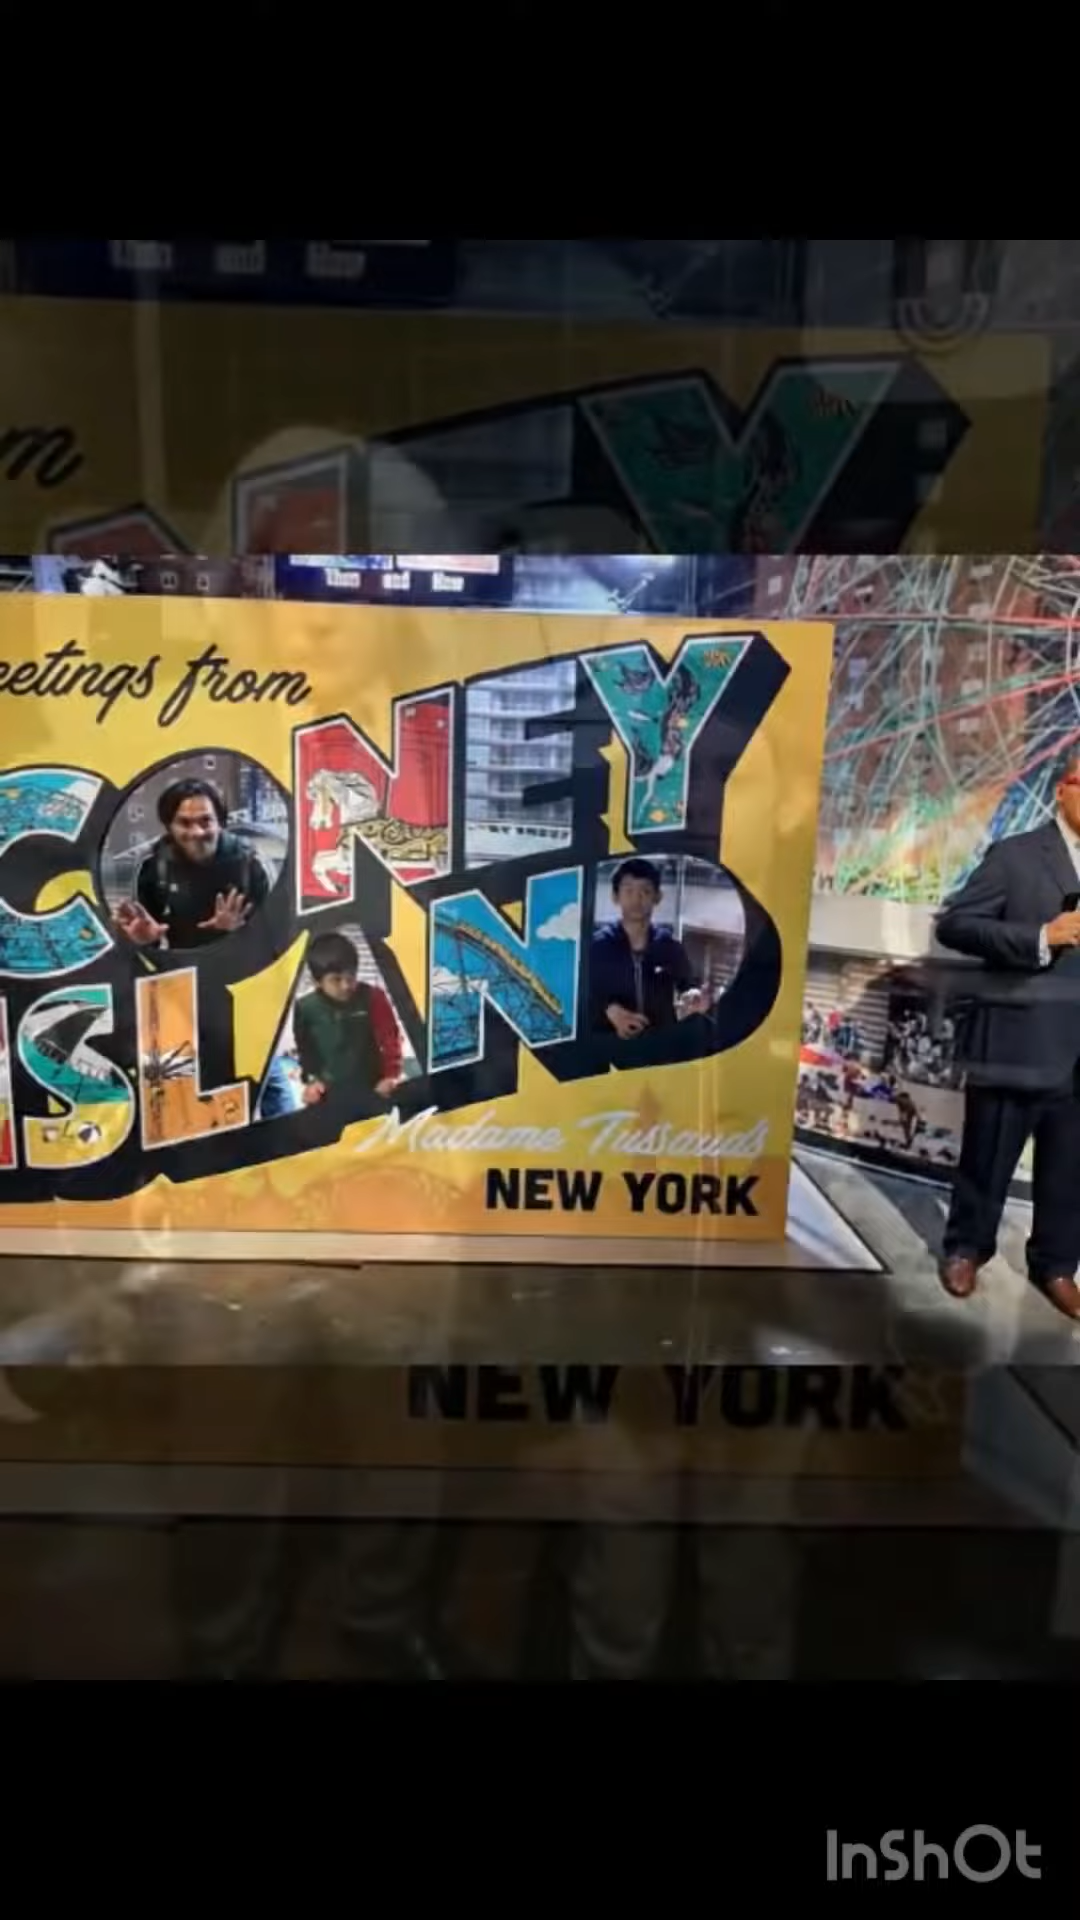 Then and Now
m
eetings from
CONEY
ISLAND
Madame Tussauds
NEW YORK
NEW YORK
InShOt